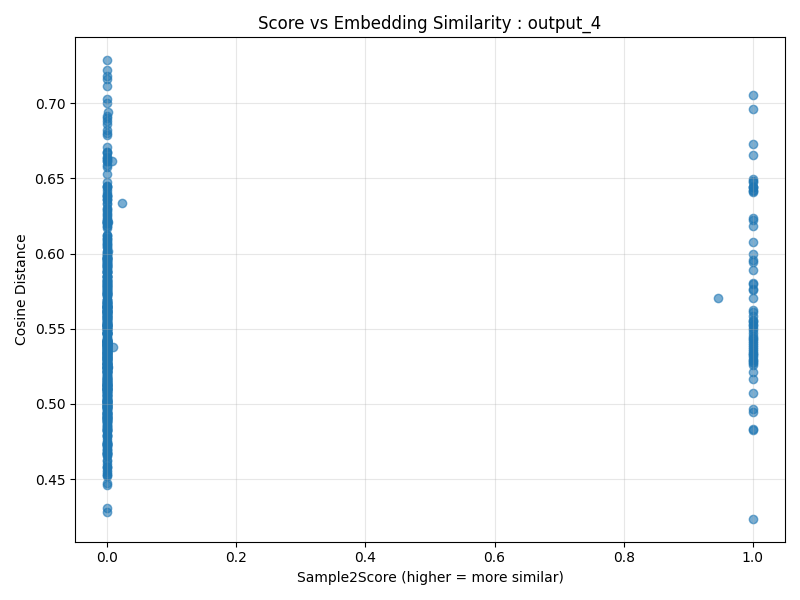 Score vs Embedding Similarity : output_4
Cosine Distance
0.70
0.65
0.60
0.55
0.50
0.45
0.0 0.2 0.4 0.6 0.8 1.0
Sample2Score (higher = more similar)